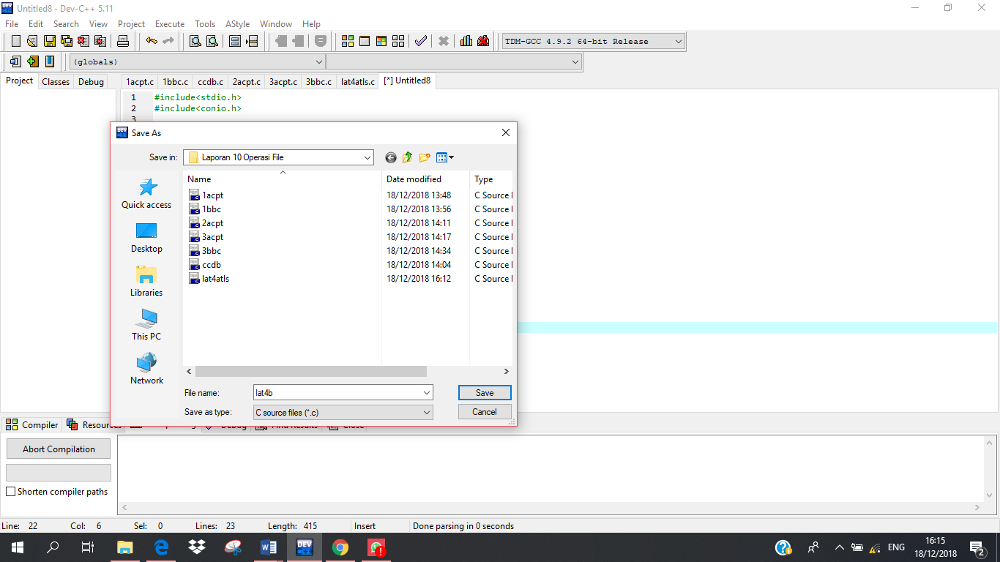 Untitled8 - Dev-C++ 5.11
File Edit Search View Project Execute Tools AStyle Window Help
TDM-GCC 4.9.2 64-bit Release
(globals)
Project Classes Debug 1acpt.c 1bbc.c ccdb.c 2acpt.c 3acpt.c 3bbc.c lat4atls.c [*] Untitled8
1 #include<stdio.h>
2 #include<conio.h>
3
Save As
Save in: Laporan 10 Operasi File
Name Date modified Type
Quick access
Desktop
Libraries
This PC
Network
1acpt 18/12/2018 13:48 C Source
1bbc 18/12/2018 13:56 C Source
2acpt 18/12/2018 14:11 C Source
3acpt 18/12/2018 14:17 C Source
3bbc 18/12/2018 14:34 C Source
ccdb 18/12/2018 14:04 C Source
lat4atls 18/12/2018 16:12 C Source
File name: lat4b Save
Save as type: C source files (*.c) Cancel
Compiler Resources Debug Find Results Close
Abort Compilation
Shorten compiler paths
Line: 22 Col: 6 Sel: 0 Lines: 23 Length: 415 Insert Done parsing in 0 seconds
DEV
ENG 16:15
18/12/2018
2